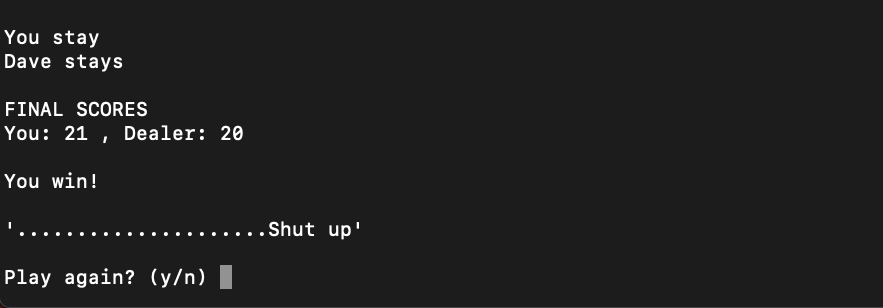 You stay
Dave stays
FINAL SCORES
You: 21 , Dealer: 20
You win!
'.....................Shut up'
Play again? (y/n)